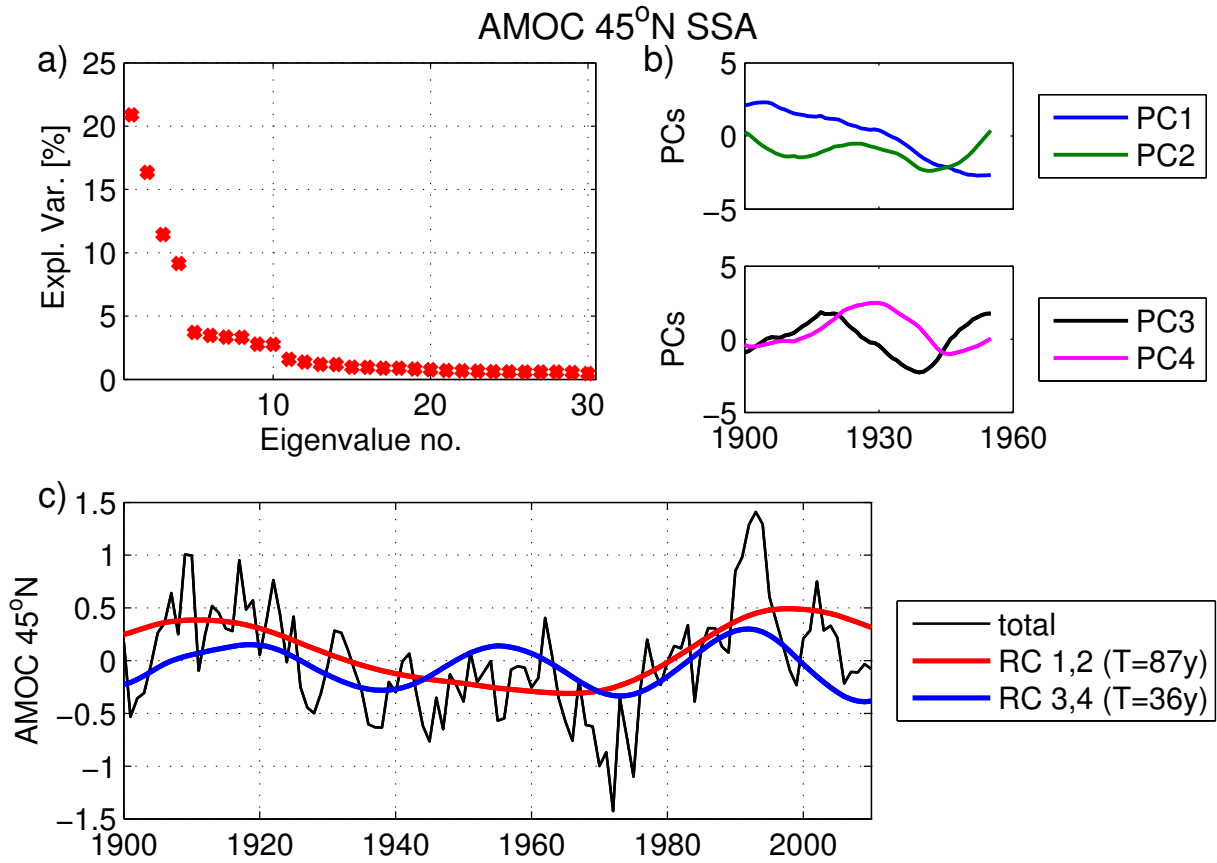 AMOC 45°N SSA
a)
25
20
15
10
5
0
Expl. Var. [%]
10
20
30
Eigenvalue no.
b)
5
0
−5
PCs
PC1
PC2
5
0
−5
PCs
1900
1930
1960
PC3
PC4
c)
1.5
1
0.5
0
−0.5
−1
−1.5
AMOC 45°N
1900
1920
1940
1960
1980
2000
total
RC 1,2 (T=87y)
RC 3,4 (T=36y)